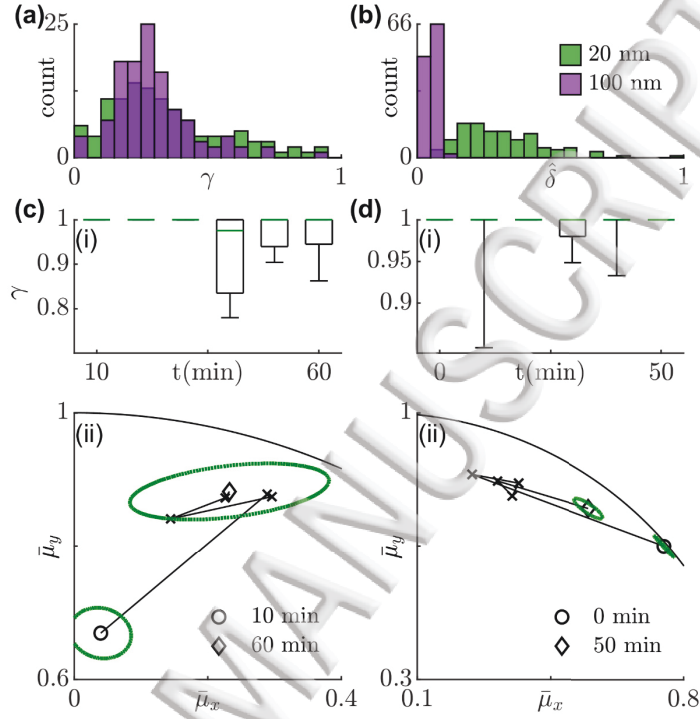 (a)
25
count
0
0
γ
1
(b)
66
count
0
0
δ̂
1
20 nm
100 nm
(c)
(i)
1
0.9
0.8
γ
10
t(min)
60
(d)
(i)
1
0.95
0.9
0
t(min)
50
(ii)
1
μ̄y
0.6
0
μ̄x
0.4
10 min
60 min
(ii)
1
μ̄y
0.3
0.1
μ̄x
0.8
0 min
50 min
MANUSCRIPT